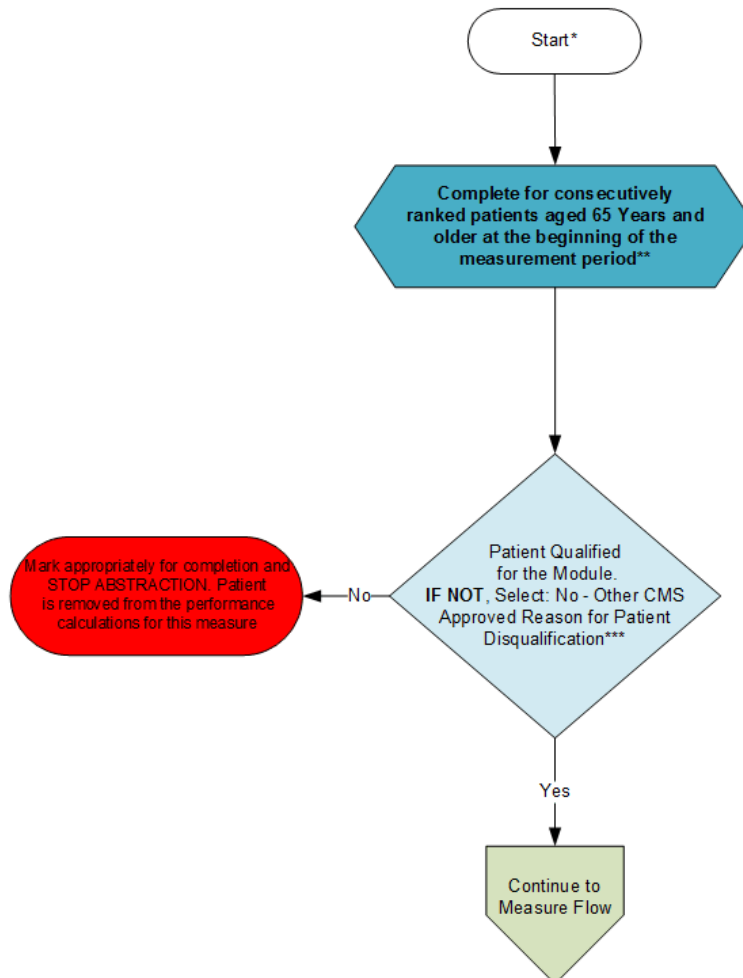 Start*
Complete for consecutively
ranked patients aged 65 Years and
older at the beginning of the
measurement period**
Patient Qualified
for the Module.
IF NOT, Select: No - Other CMS
Approved Reason for Patient
Disqualification***
No
Mark appropriately for completion and
STOP ABSTRACTION. Patient
is removed from the performance
calculations for this measure
Yes
Continue to
Measure Flow